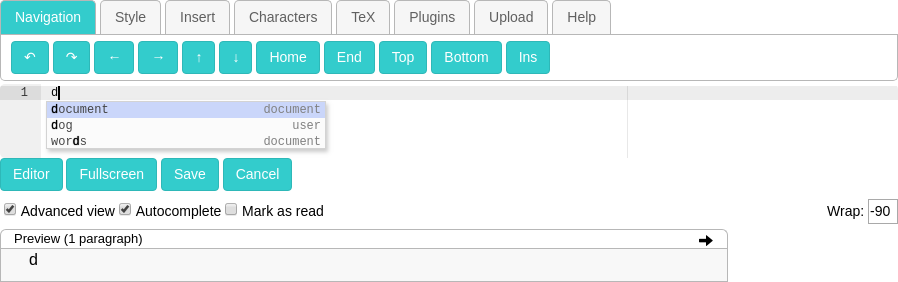 Navigation Style Insert Characters TeX Plugins Upload Help
↶ ↷ ← → ↑ ↓ Home End Top Bottom Ins
1 d
document document
dog user
words document
Editor Fullscreen Save Cancel
Advanced view Autocomplete Mark as read Wrap: -90
Preview (1 paragraph)
d